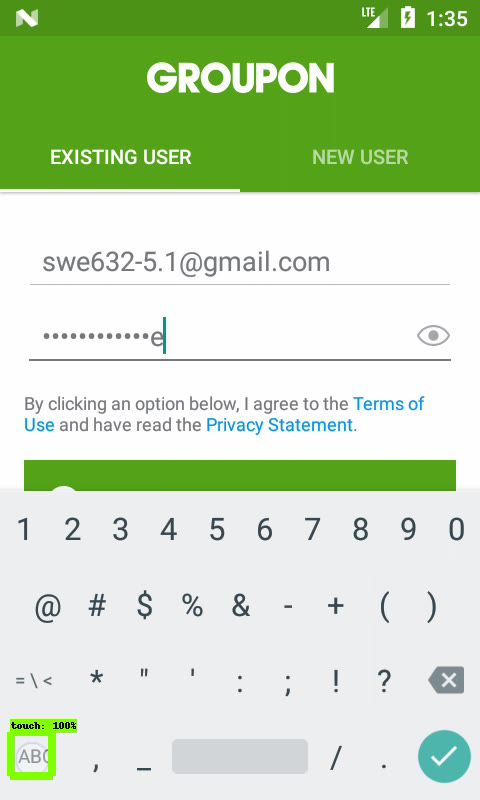 LTE 1:35
GROUPON
EXISTING USER NEW USER
swe632-5.1@gmail.com
••••••••••••e
By clicking an option below, I agree to the Terms of
Use and have read the Privacy Statement.
1 2 3 4 5 6 7 8 9 0
@ # $ % & - + ( )
= \ < * " ' : ; ! ?
touch: 100%
ABC , _ / .